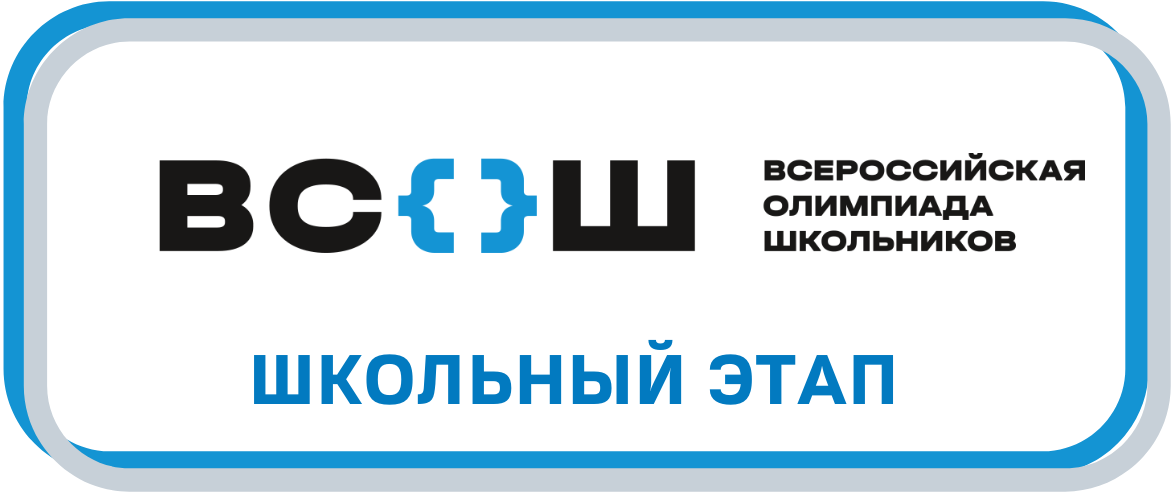 ВС{}Ш
ВСЕРОССИЙСКАЯ
ОЛИМПИАДА
ШКОЛЬНИКОВ
ШКОЛЬНЫЙ ЭТАП